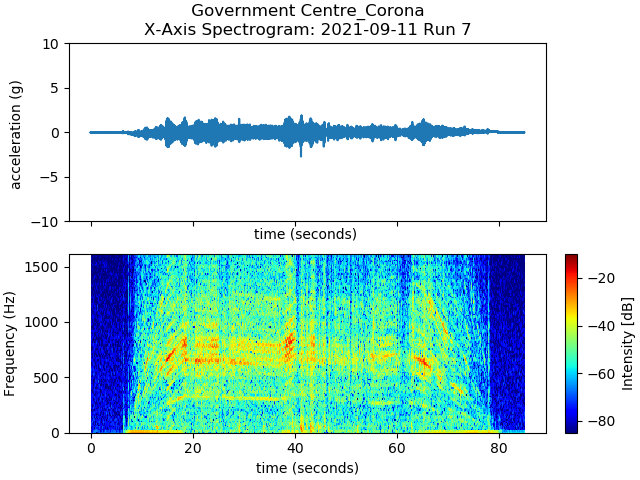 Government Centre_Corona
X-Axis Spectrogram: 2021-09-11 Run 7
10
5
0
−5
−10
acceleration (g)
time (seconds)
1500
1000
500
0
Frequency (Hz)
0 20 40 60 80
time (seconds)
−20
−40
−60
−80
Intensity [dB]